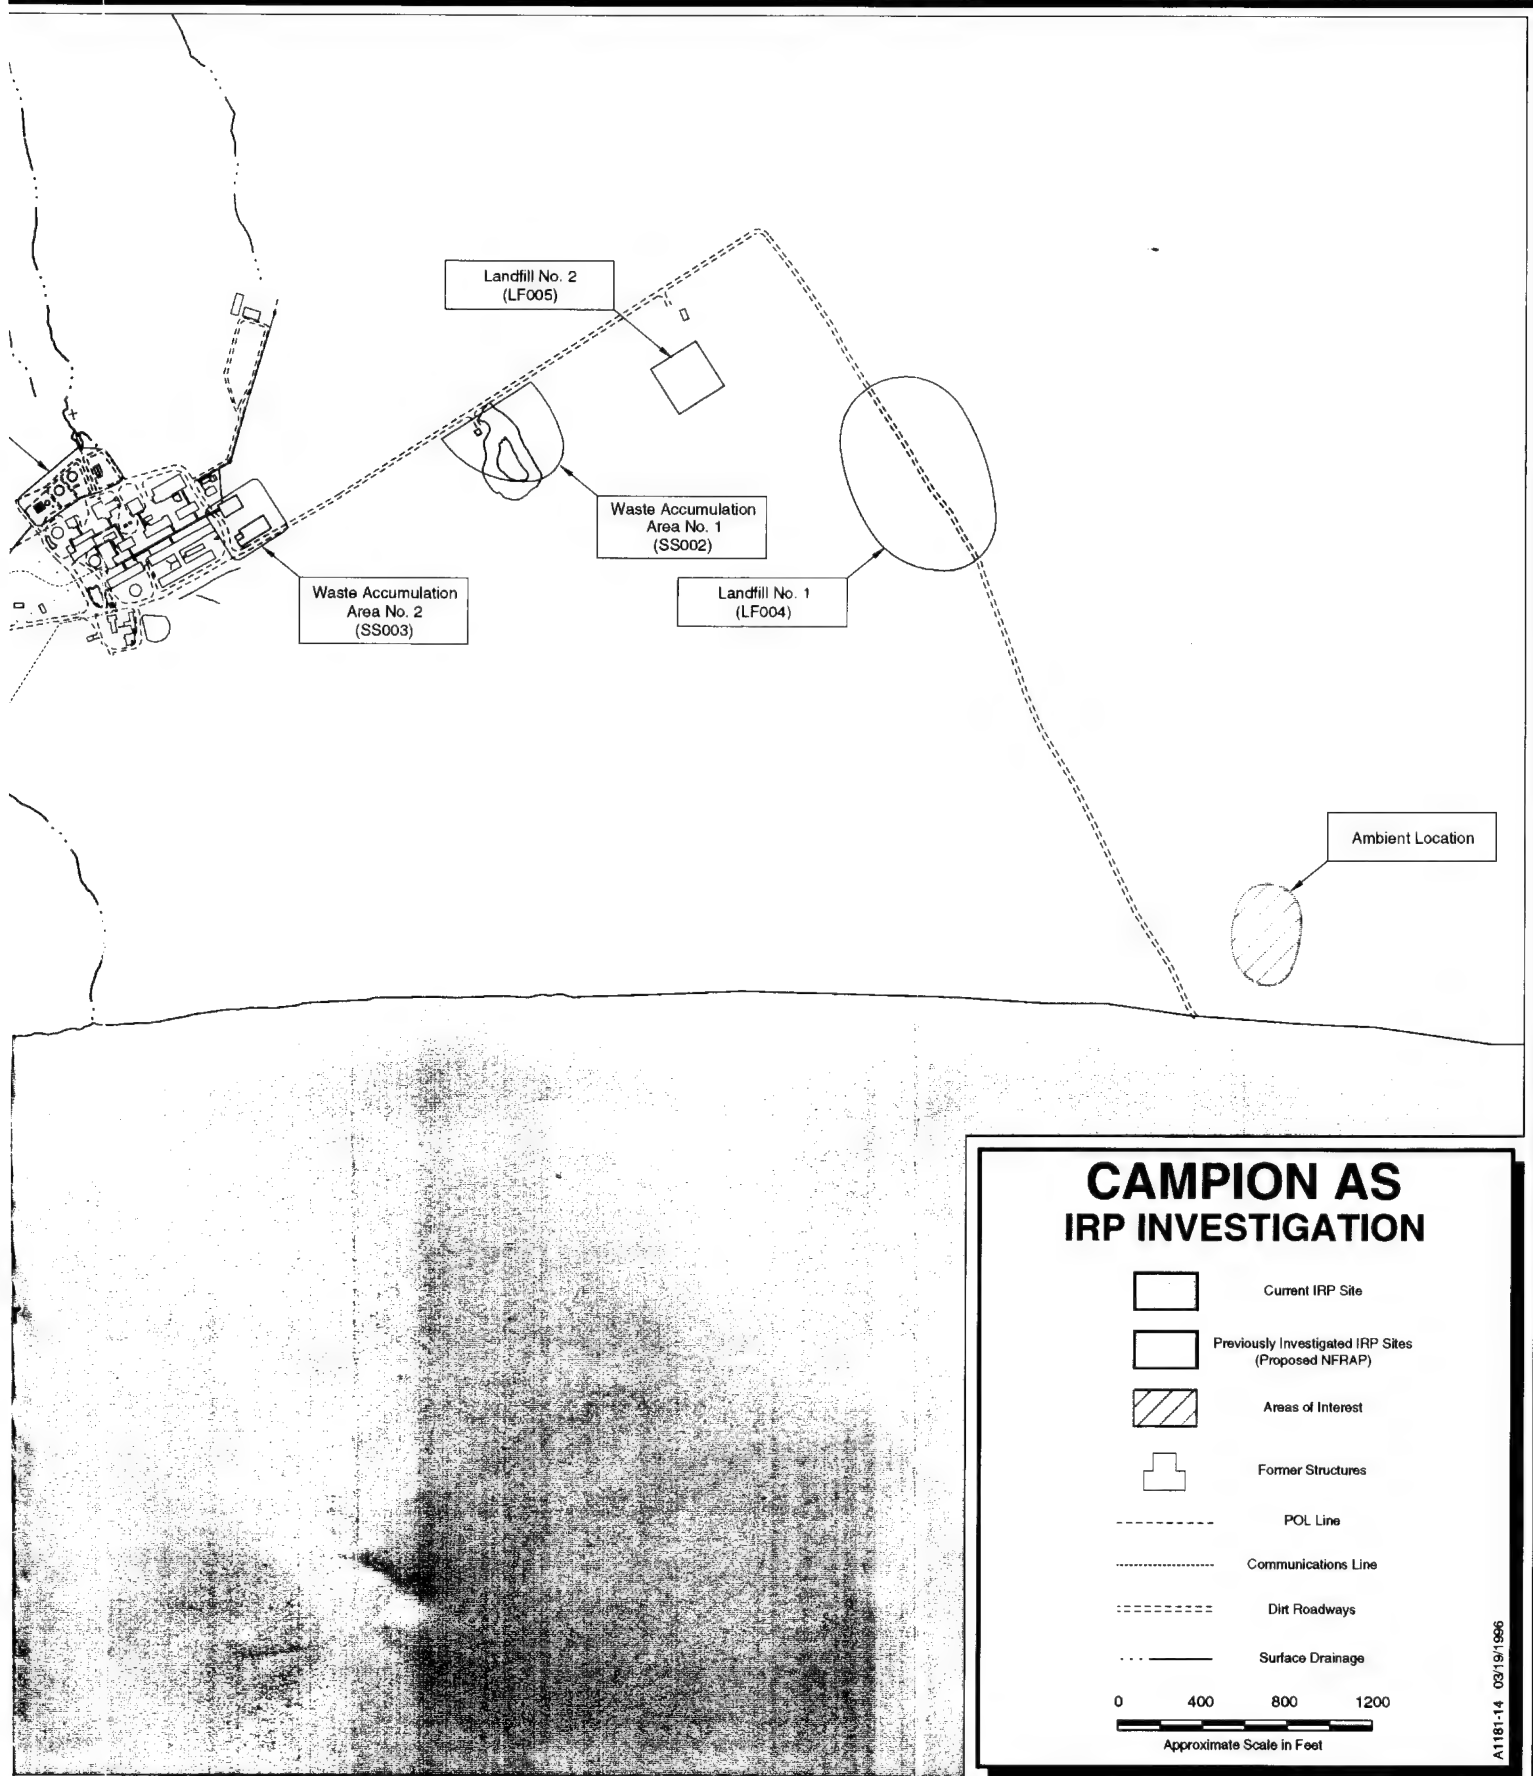 Landfill No. 2
(LF005)
Waste Accumulation
Area No. 1
(SS002)
Waste Accumulation
Area No. 2
(SS003)
Landfill No. 1
(LF004)
Ambient Location
CAMPION AS
IRP INVESTIGATION
Current IRP Site
Previously Investigated IRP Sites
(Proposed NFRAP)
Areas of Interest
Former Structures
POL Line
Communications Line
Dirt Roadways
Surface Drainage
0 400 800 1200
Approximate Scale in Feet
A1181-14 03/19/1996